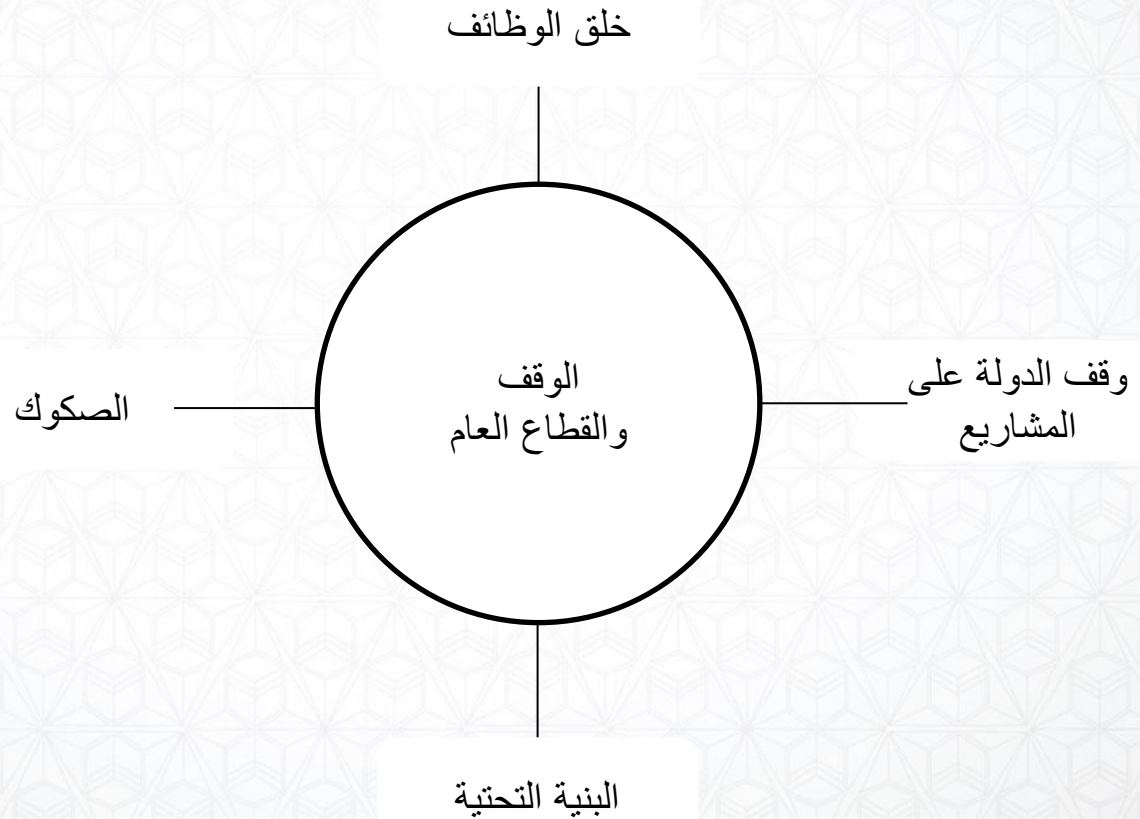 خلق الوظائف
وقف الدولة على
المشاريع
الوقف
والقطاع العام
الصكوك
البنية التحتية